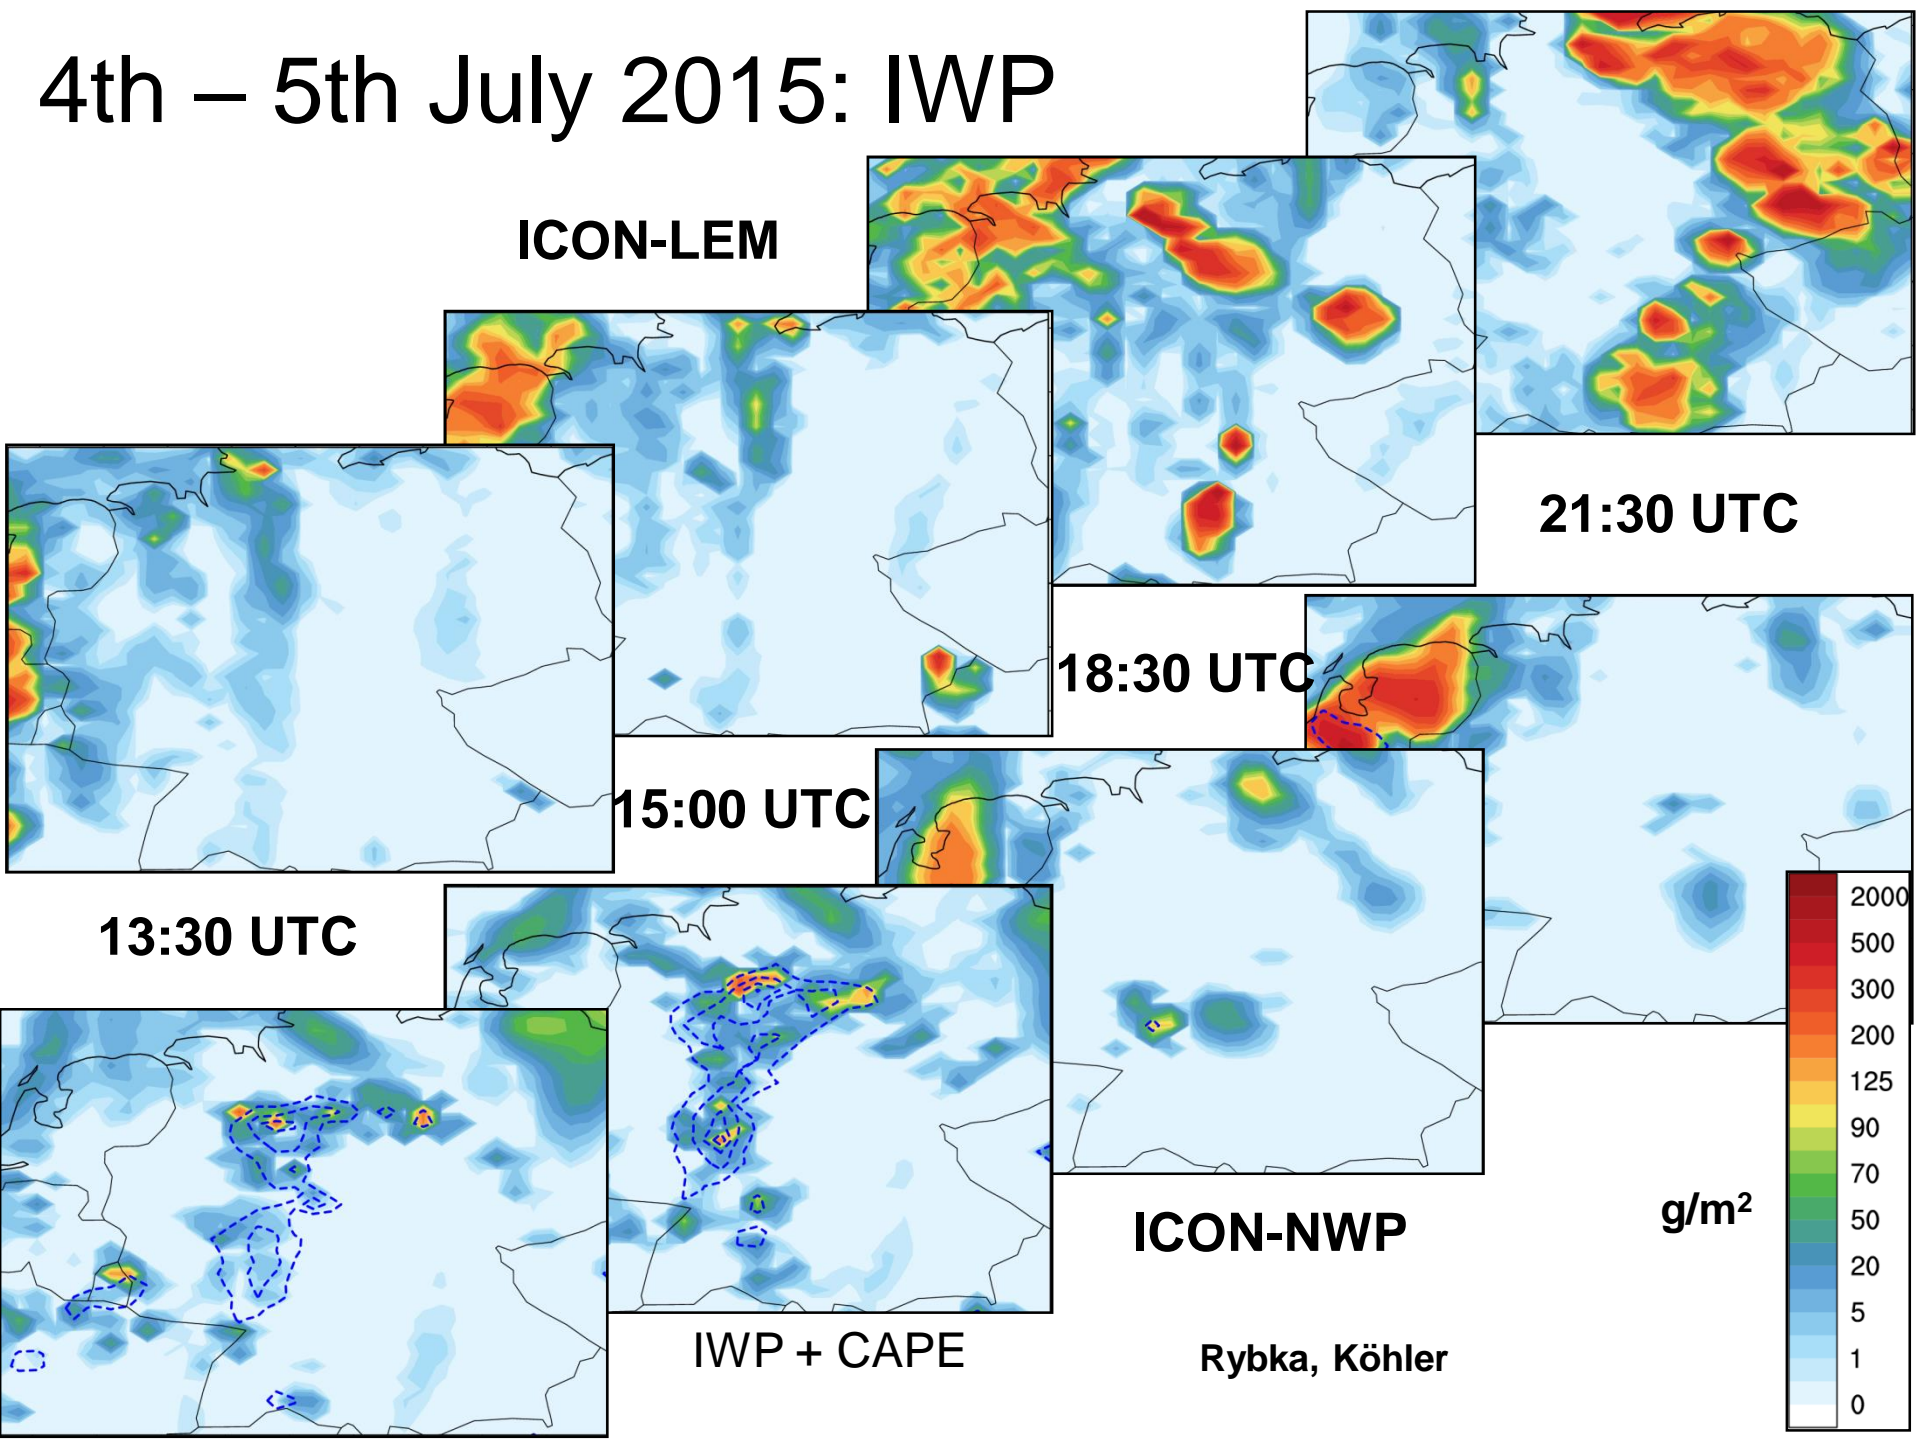 4th – 5th July 2015: IWP
ICON-LEM
21:30 UTC
18:30 UTC
15:00 UTC
13:30 UTC
2000
500
300
200
125
90
70
50
20
5
1
0
g/m²
ICON-NWP
IWP + CAPE
Rybka, Köhler